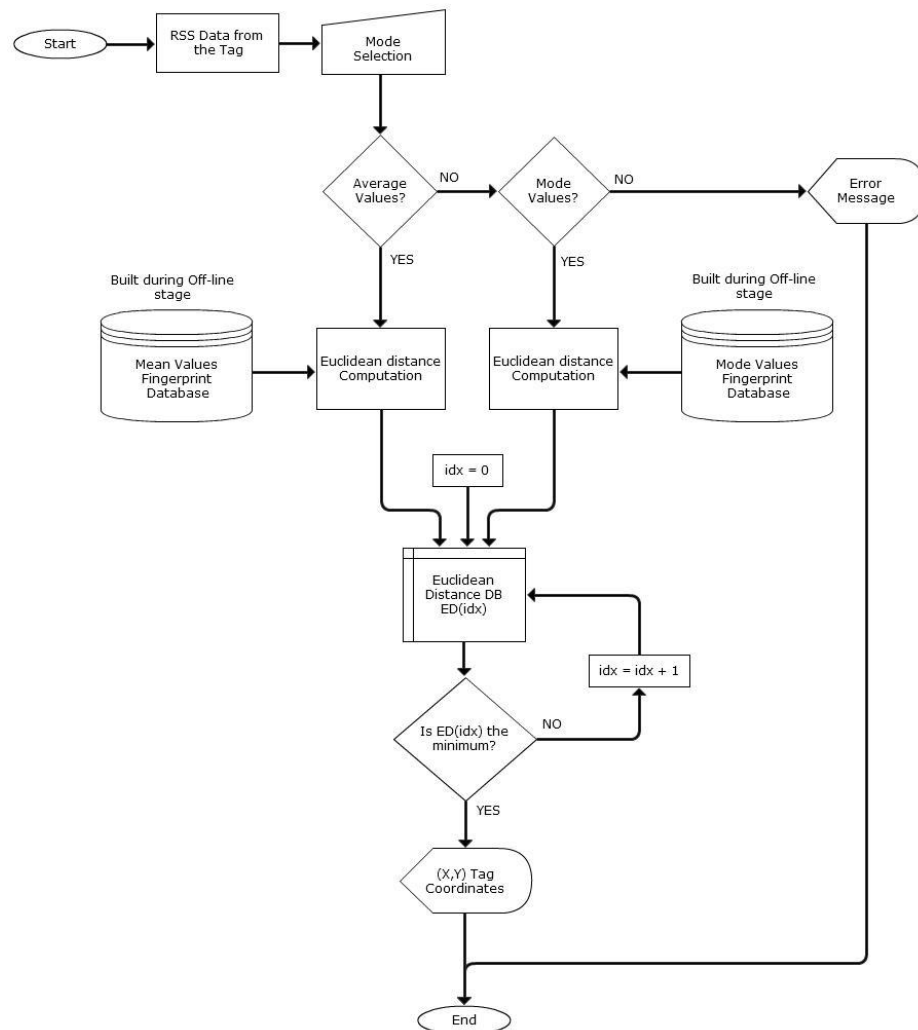 Start
RSS Data from
the Tag
Mode
Selection
Average
Values?
NO
Mode
Values?
NO
Error
Message
YES
YES
Built during Off-line
stage
Mean Values
Fingerprint
Database
Euclidean distance
Computation
Euclidean distance
Computation
Built during Off-line
stage
Mode Values
Fingerprint
Database
idx = 0
Euclidean
Distance DB
ED(idx)
idx = idx + 1
Is ED(idx) the
minimum?
NO
YES
(X,Y) Tag
Coordinates
End